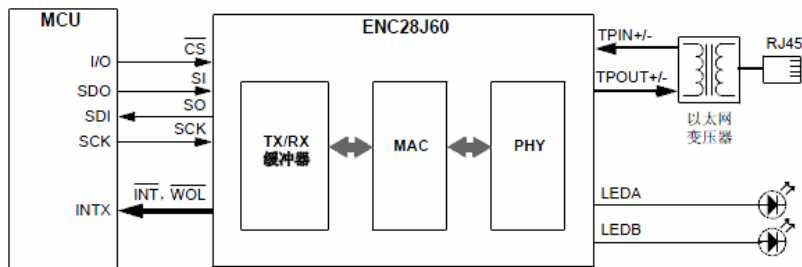 MCU
I/O
SDO
SDI
SCK
INTX
CS
SI
SO
SCK
INT，WOL
ENC28J60
TX/RX
缓冲器
MAC
PHY
TPIN+/-
TPOUT+/-
RJ45
以太网
变压器
LEDA
LEDB